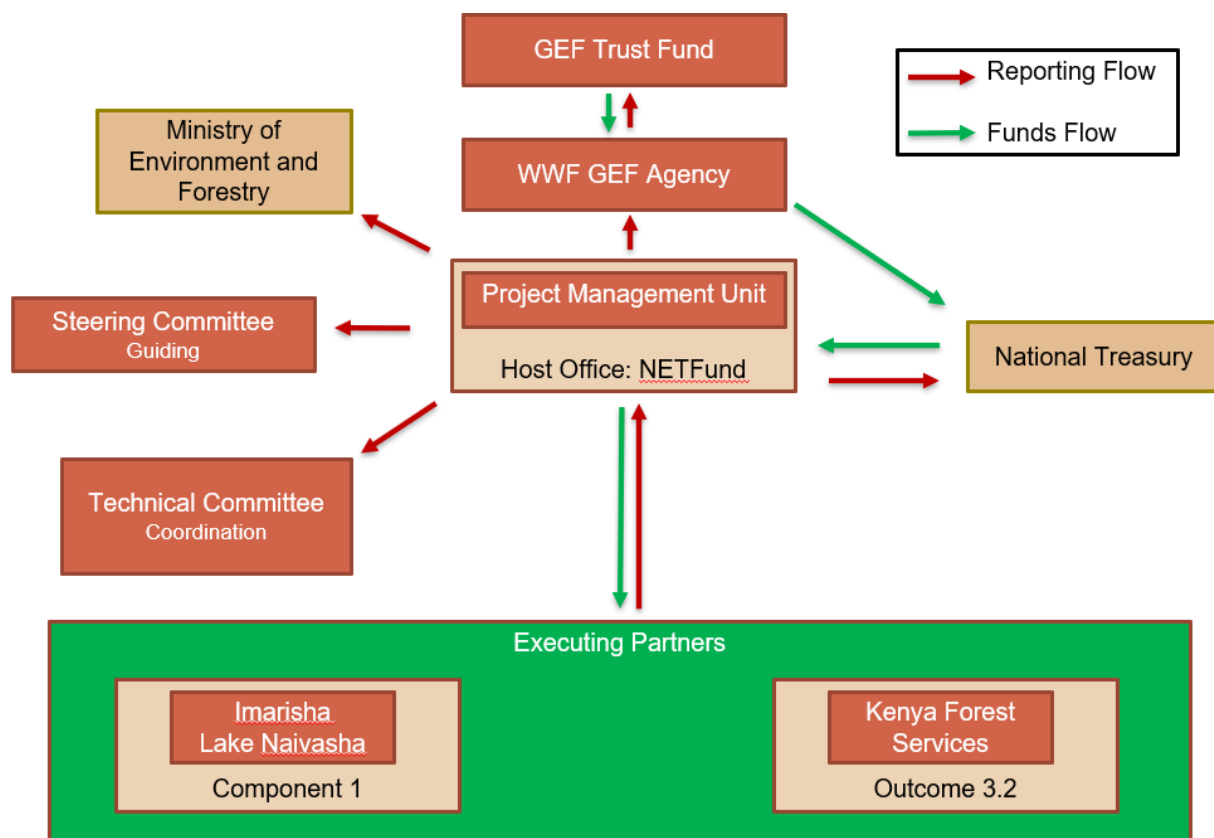 GEF Trust Fund
Reporting Flow
Funds Flow
Ministry of
Environment and
Forestry
WWF GEF Agency
Project Management Unit
Host Office: NETFund
Steering Committee
Guiding
National Treasury
Technical Committee
Coordination
Executing Partners
Imarisha
Lake Naivasha
Component 1
Kenya Forest
Services
Outcome 3.2